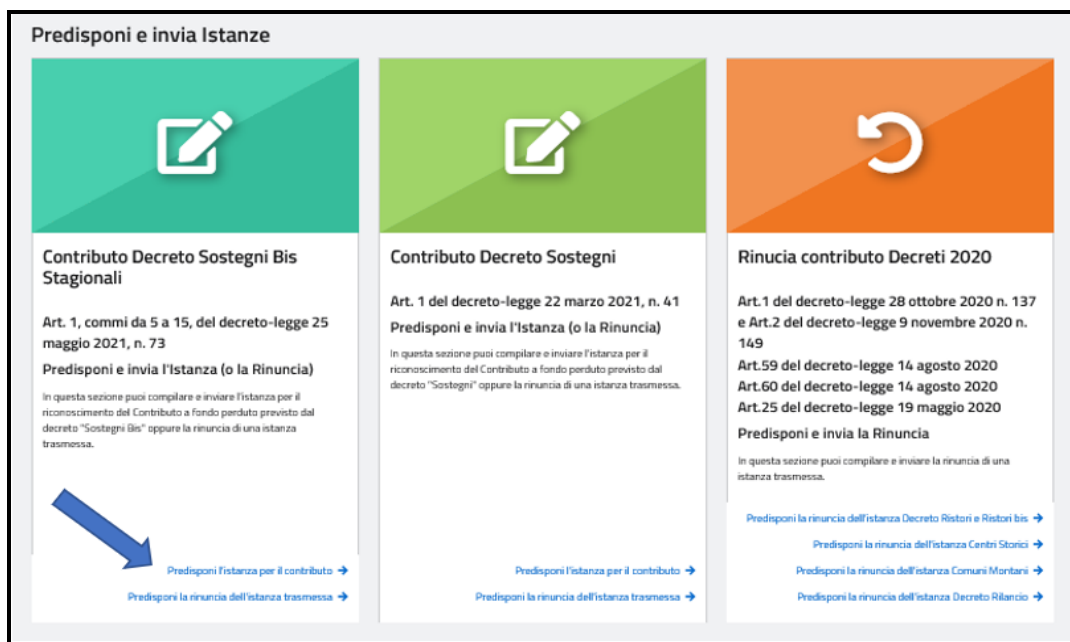 Predisponi e invia Istanze
Contributo Decreto Sostegni Bis
Stagionali
Art. 1, commi da 5 a 15, del decreto-legge 25
maggio 2021, n. 73
Predisponi e invia l'Istanza (o la Rinuncia)
In questa sezione puoi compilare e inviare l'istanza per il
riconoscimento del Contributo a fondo perduto previsto dal
decreto "Sostegni Bis" oppure la rinuncia di una istanza
trasmessa.
Predisponi l'istanza per il contributo →
Predisponi la rinuncia dell'istanza trasmessa →
Contributo Decreto Sostegni
Art. 1 del decreto-legge 22 marzo 2021, n. 41
Predisponi e invia l'Istanza (o la Rinuncia)
In questa sezione puoi compilare e inviare l'istanza per il
riconoscimento del Contributo a fondo perduto previsto dal
decreto "Sostegni" oppure la rinuncia di una istanza trasmessa.
Predisponi l'istanza per il contributo →
Predisponi la rinuncia dell'istanza trasmessa →
Rinucia contributo Decreti 2020
Art.1 del decreto-legge 28 ottobre 2020 n. 137
e Art.2 del decreto-legge 9 novembre 2020 n.
149
Art.59 del decreto-legge 14 agosto 2020
Art.60 del decreto-legge 14 agosto 2020
Art.25 del decreto-legge 19 maggio 2020
Predisponi e invia la Rinuncia
In questa sezione puoi compilare e inviare la rinuncia di una
istanza trasmessa.
Predisponi la rinuncia dell'istanza Decreto Ristori e Ristori bis →
Predisponi la rinuncia dell'istanza Centri Storici →
Predisponi la rinuncia dell'istanza Comuni Montani →
Predisponi la rinuncia dell'istanza Decreto Rilancio →